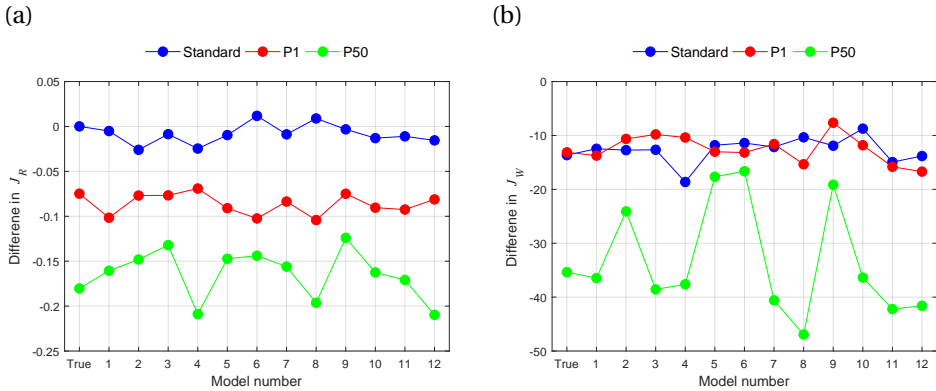 (a)
Standard P1 P50
0.05
0
-0.05
-0.1
-0.15
-0.2
-0.25
Differene in J_R
True 1 2 3 4 5 6 7 8 9 10 11 12
Model number
(b)
Standard P1 P50
0
-10
-20
-30
-40
-50
Differene in J_W
True 1 2 3 4 5 6 7 8 9 10 11 12
Model number